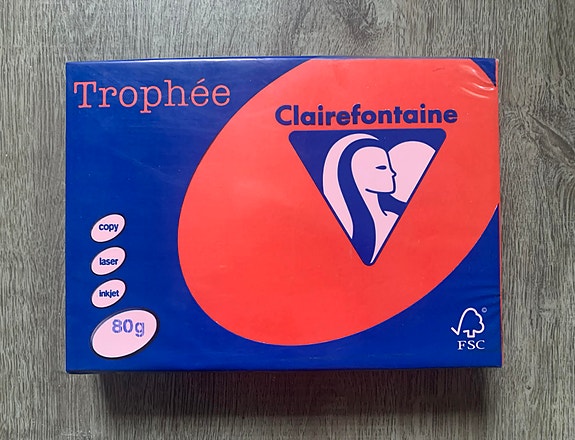 Trophée
Clairefontaine
copy
laser
inkjet
80g
FSC